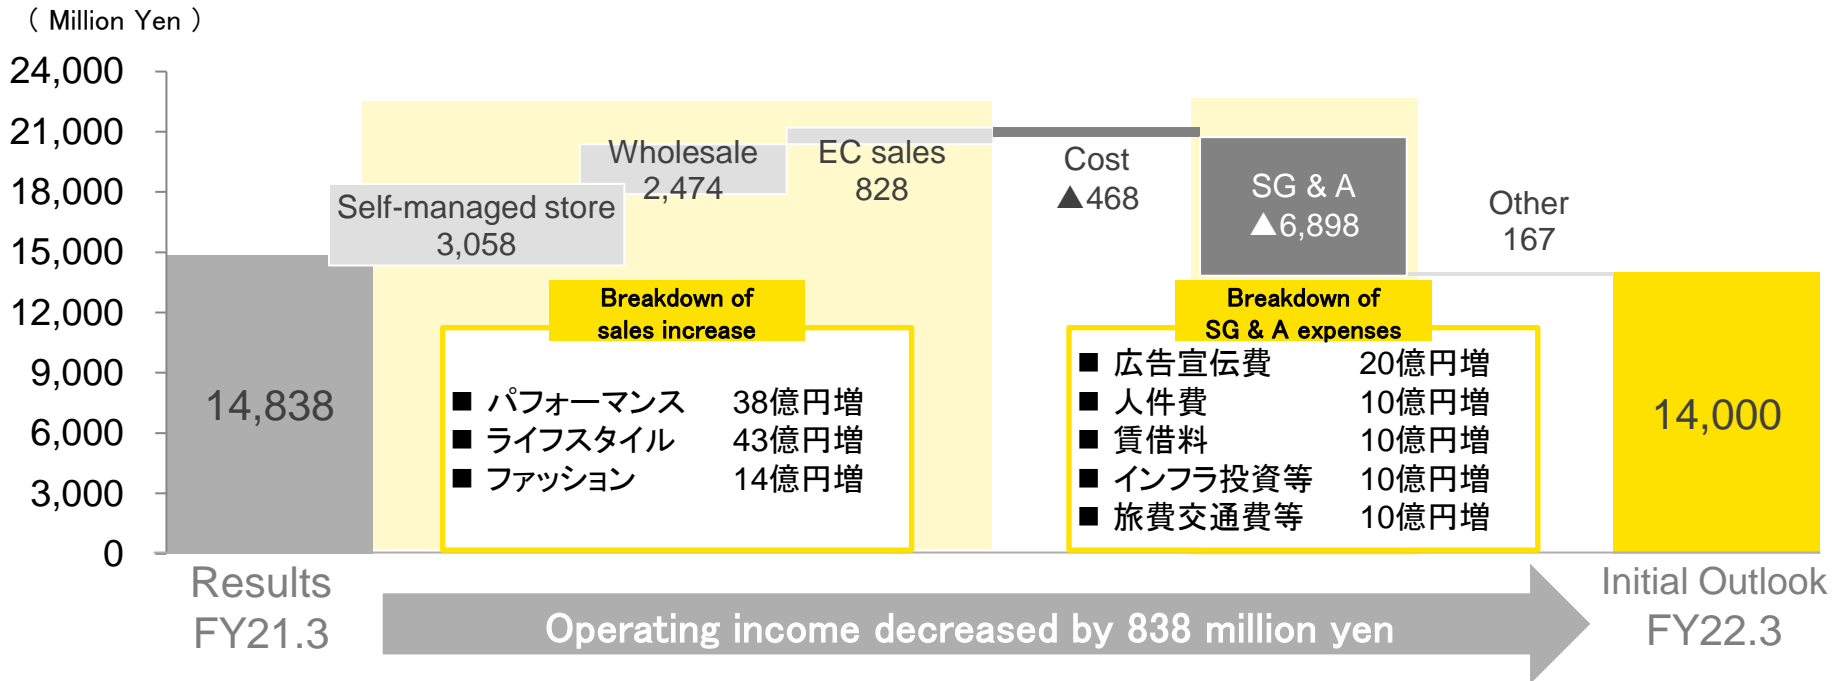 （ Million Yen ）
24,000
21,000
18,000
15,000
12,000
9,000
6,000
3,000
0
14,838
Self-managed store
3,058
Wholesale
2,474
EC sales
828
Cost
▲468
SG & A
▲6,898
Other
167
14,000
Breakdown of
sales increase
■ パフォーマンス 38億円増
■ ライフスタイル 43億円増
■ ファッション 14億円増
Breakdown of
SG & A expenses
■ 広告宣伝費 20億円増
■ 人件費 10億円増
■ 賃借料 10億円増
■ インフラ投資等 10億円増
■ 旅費交通費等 10億円増
Results
FY21.3
Operating income decreased by 838 million yen
Initial Outlook
FY22.3